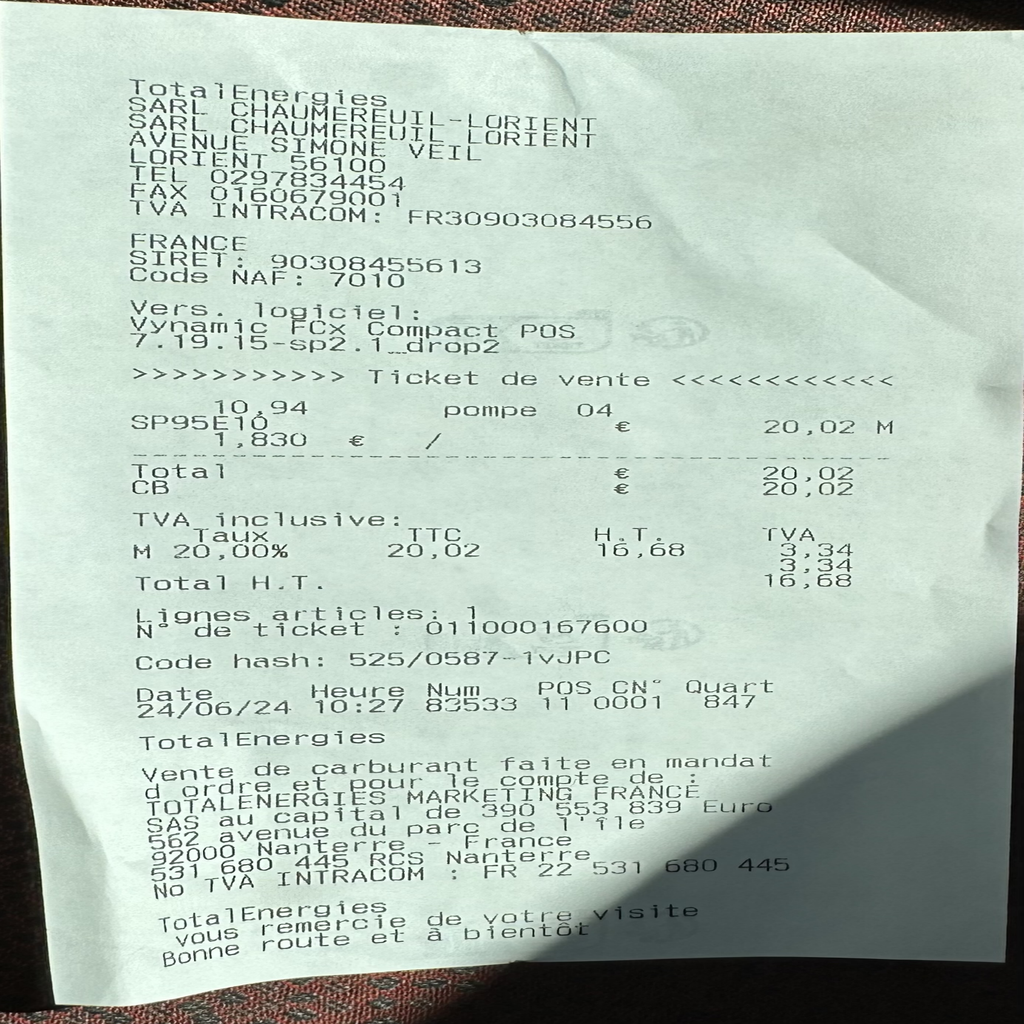 TotalEnergies
SARL CHAUMEREUIL-LORIENT
SARL CHAUMEREUIL LORIENT
AVENUE SIMONE VEIL
LORIENT 56100
TEL 0297834454
FAX 0160679001
TVA INTRACOM: FR30903084556
FRANCE
SIRET: 90308455613
Code NAF: 7010
Vers. logiciel:
Vynamic FCx Compact POS
7.19.15-sp2.1_drop2
>>>>>>>>>>> Ticket de vente <<<<<<<<<<<<
10,94 pompe 04
SP95E10 € 20,02 M
1,830 € /
Total € 20,02
CB € 20,02
TVA inclusive:
Taux TTC H.T. TVA
M 20,00% 20,02 16,68 3,34
3,34
Total H.T. 16,68
Lignes articles: 1
N° de ticket : 011000167600
Code hash: 525/0587-1vJPC
Date Heure Num POS CN° Quart
24/06/24 10:27 83533 11 0001 847
TotalEnergies
Vente de carburant faite en mandat
d ordre et pour le compte de :
TOTALENERGIES MARKETING FRANCE
SAS au capital de 390 553 839 Euro
562 avenue du parc de l'île
92000 Nanterre - France
531 680 445 RCS Nanterre
No TVA INTRACOM : FR 22 531 680 445
TotalEnergies
vous remercie de votre visite
Bonne route et à bientôt